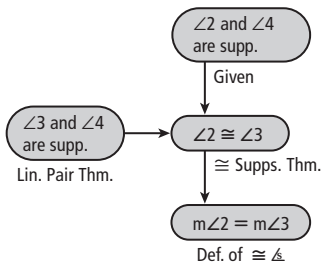 ∠2 and ∠4
are supp.
Given
∠3 and ∠4
are supp.
Lin. Pair Thm.
∠2 ≅ ∠3
≅ Supps. Thm.
m∠2 = m∠3
Def. of ≅ ∠s